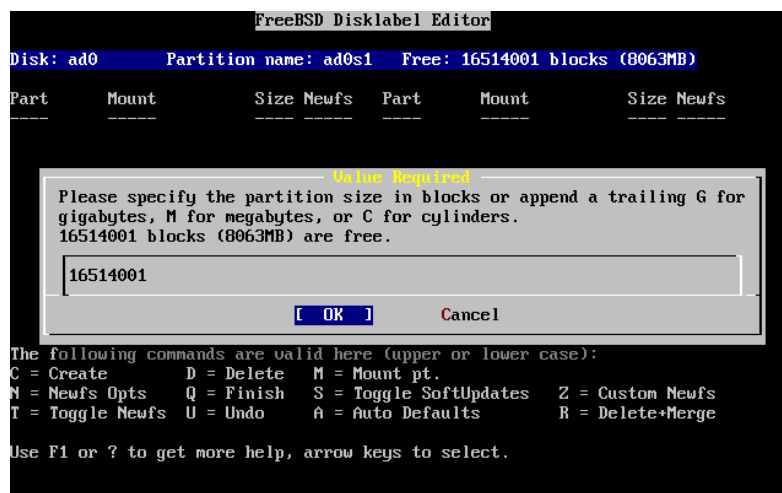 FreeBSD Disklabel Editor
Disk: ad0 Partition name: ad0s1 Free: 16514001 blocks (8063MB)
Part Mount Size Newfs Part Mount Size Newfs
---- ----- ---- ----- ---- ----- ---- -----
Value Required
Please specify the partition size in blocks or append a trailing G for
gigabytes, M for megabytes, or C for cylinders.
16514001 blocks (8063MB) are free.
16514001
[ OK ] Cancel
The following commands are valid here (upper or lower case):
C = Create D = Delete M = Mount pt.
N = Newfs Opts Q = Finish S = Toggle SoftUpdates Z = Custom Newfs
T = Toggle Newfs U = Undo A = Auto Defaults R = Delete+Merge
Use F1 or ? to get more help, arrow keys to select.